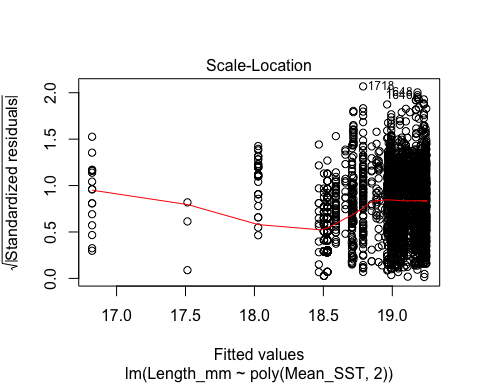 Scale-Location
√|Standardized residuals|
2.0
1.5
1.0
0.5
0.0
1718
1648
17.0 17.5 18.0 18.5 19.0
Fitted values
lm(Length_mm ~ poly(Mean_SST, 2))